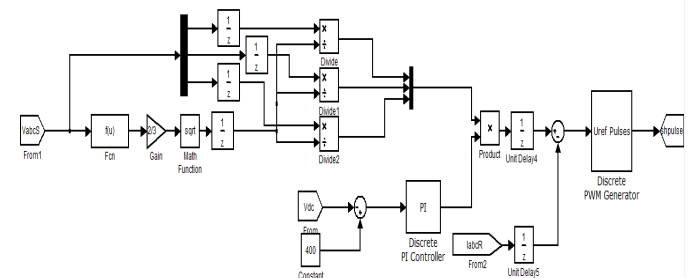 1
z
1
z
1
z
×
÷
Divide
×
÷
Divide1
×
÷
Divide2
VabcS
From1
f(u)
Fcn
2/3
Gain
sqrt
Math
Function
1
z
×
Product
1
z
Unit Delay4
Uref Pulses
Discrete
PWM Generator
shpulse
Vdc
From
400
Constant
PI
Discrete
PI Controller
IabcR
From2
1
z
Unit Delay5